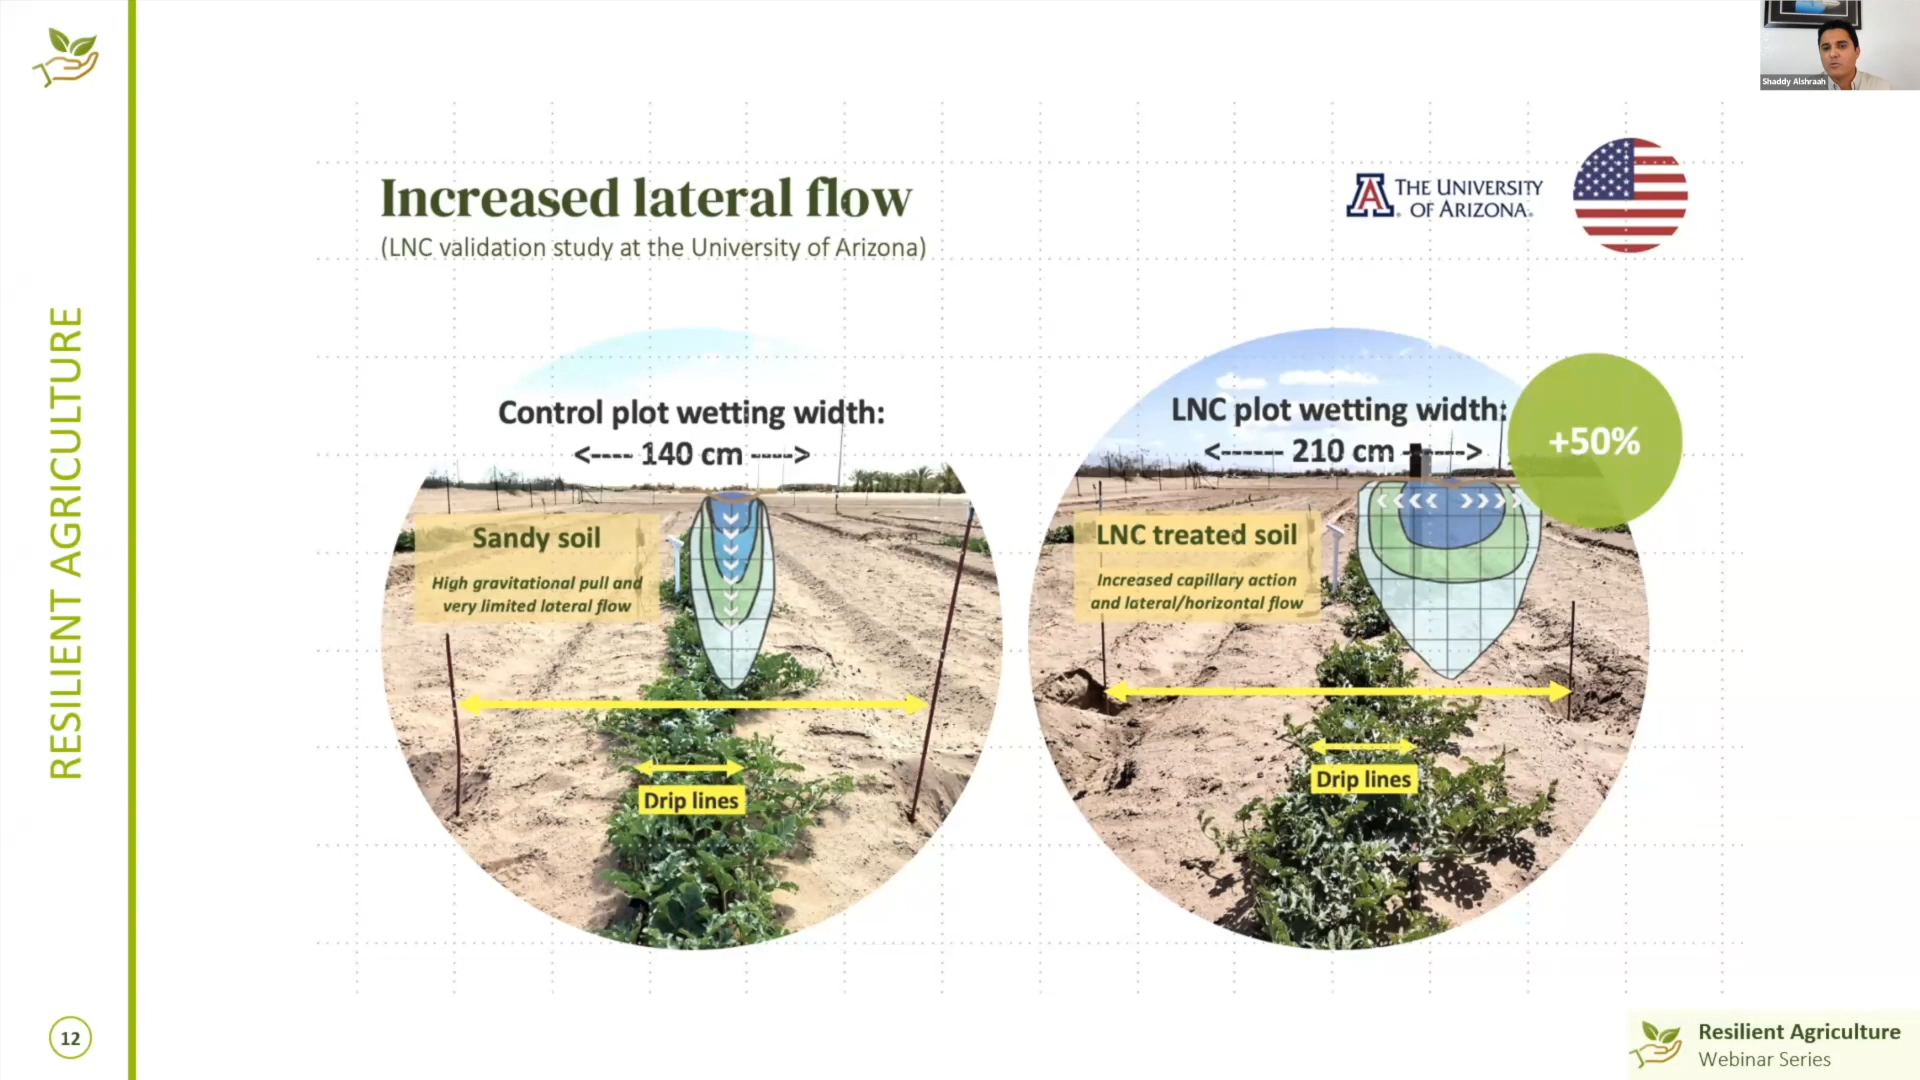 Shaddy Alshraah
RESILIENT AGRICULTURE
Increased lateral flow
(LNC validation study at the University of Arizona)
A. THE UNIVERSITY
OF ARIZONA.
Control plot wetting width:
<---- 140 cm ---->
Sandy soil
High gravitational pull and
very limited lateral flow
Drip lines
LNC plot wetting width:
<------ 210 cm ------>
+50%
LNC treated soil
Increased capillary action
and lateral/horizontal flow
Drip lines
12
Resilient Agriculture
Webinar Series